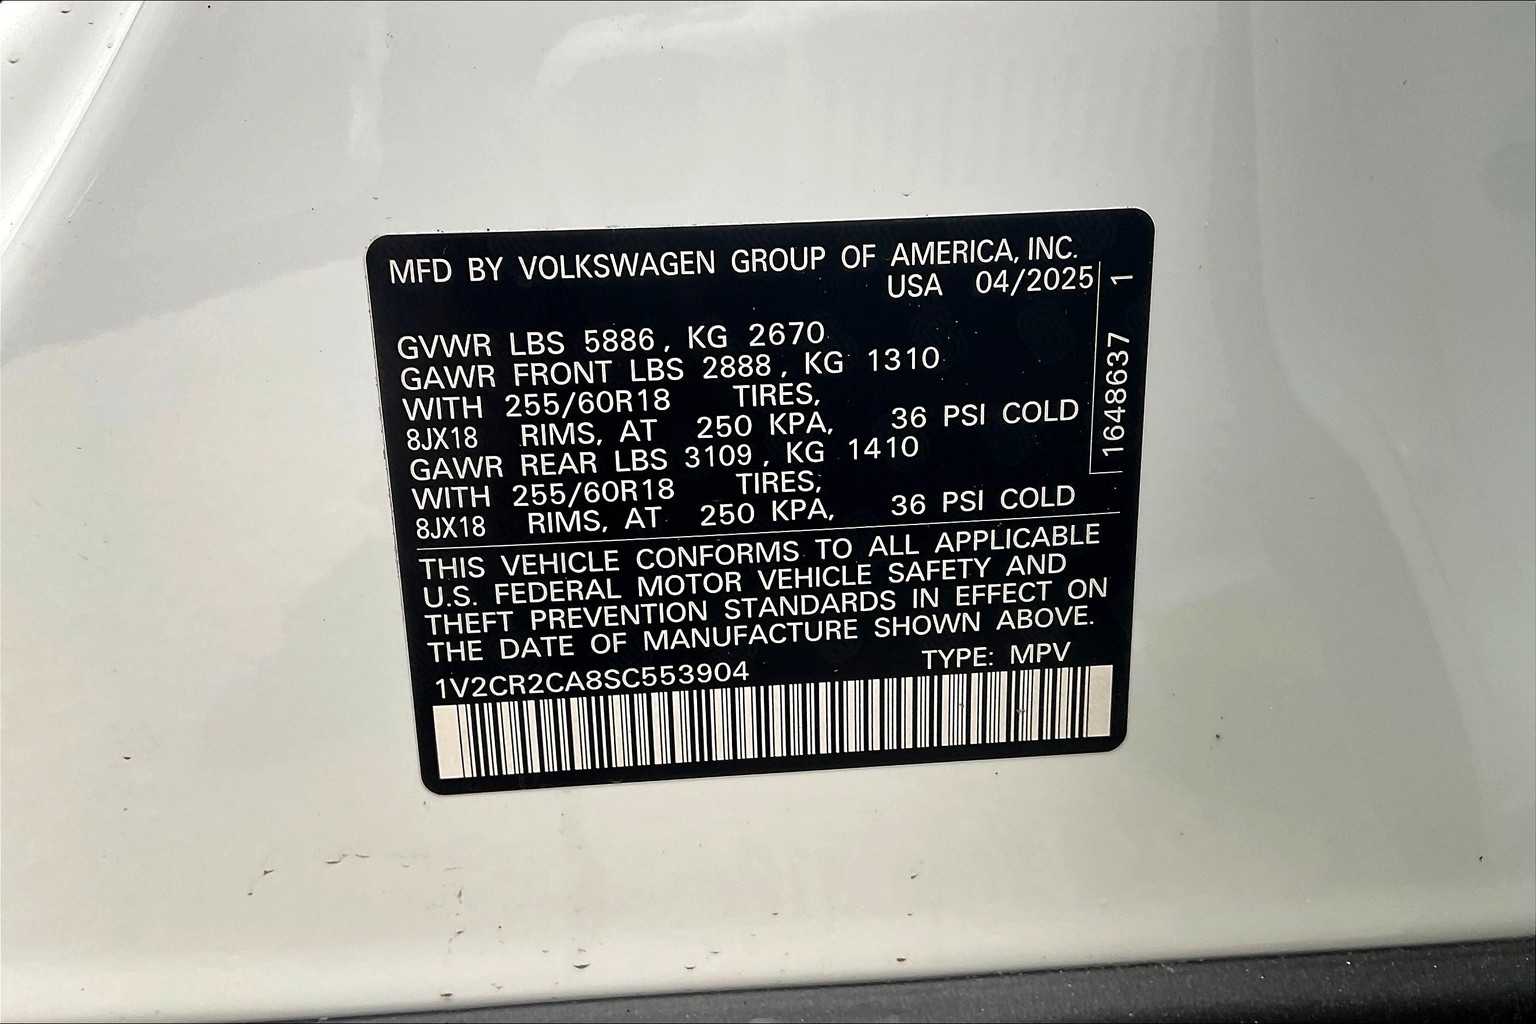 MFD BY VOLKSWAGEN GROUP OF AMERICA, INC.
USA 04/2025
GVWR LBS 5886, KG 2670
GAWR FRONT LBS 2888, KG 1310
WITH 255/60R18 TIRES,
8JX18 RIMS, AT 250 KPA, 36 PSI COLD
GAWR REAR LBS 3109, KG 1410
WITH 255/60R18 TIRES,
8JX18 RIMS, AT 250 KPA, 36 PSI COLD
1648637 1
THIS VEHICLE CONFORMS TO ALL APPLICABLE
U.S. FEDERAL MOTOR VEHICLE SAFETY AND
THEFT PREVENTION STANDARDS IN EFFECT ON
THE DATE OF MANUFACTURE SHOWN ABOVE.
1V2CR2CA8SC553904 TYPE: MPV